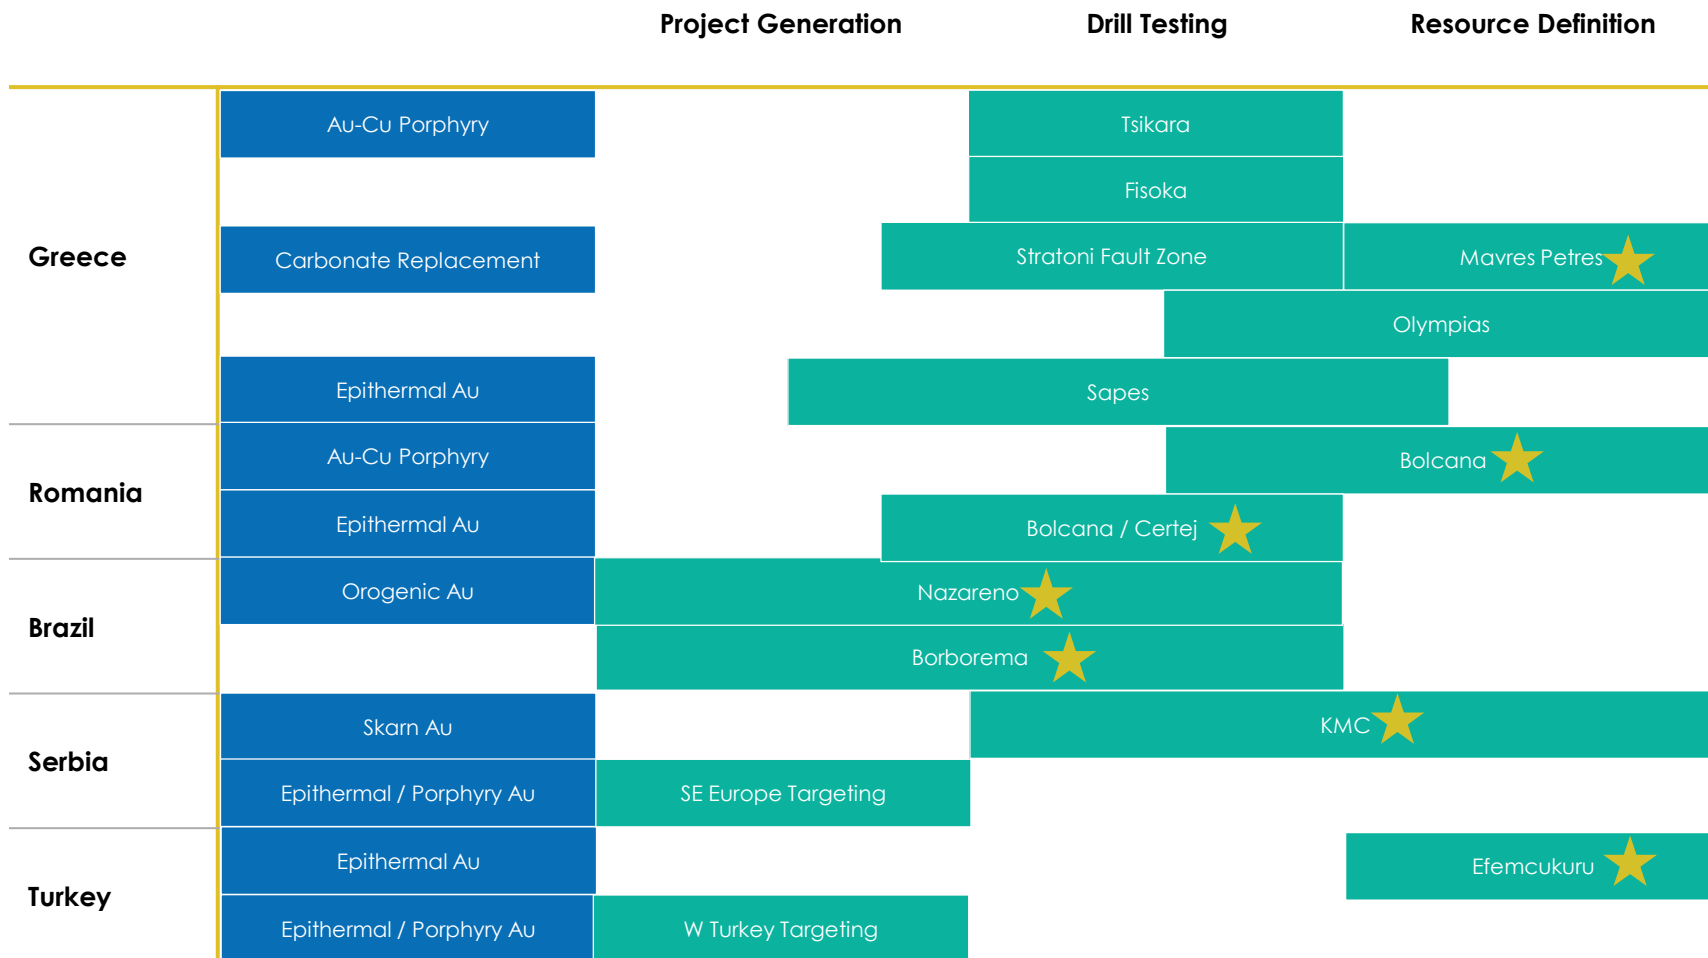 Project Generation Drill Testing Resource Definition
Au-Cu Porphyry Tsikara
Fisoka
Greece Carbonate Replacement Stratoni Fault Zone Mavres Petres
Olympias
Epithermal Au Sapes
Au-Cu Porphyry Bolcana
Romania
Epithermal Au Bolcana / Certej
Orogenic Au Nazareno
Brazil
Borborema
Skarn Au KMC
Serbia
Epithermal / Porphyry Au SE Europe Targeting
Epithermal Au Efemcukuru
Turkey
Epithermal / Porphyry Au W Turkey Targeting